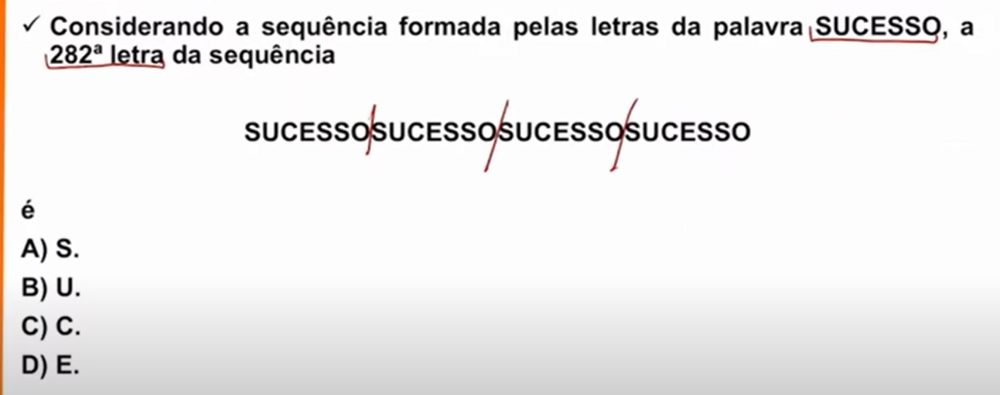 ✓ Considerando a sequência formada pelas letras da palavra SUCESSO, a
282ª letra da sequência
SUCESSOSUCESSOSUCESSOSUCESSO
é
A) S.
B) U.
C) C.
D) E.